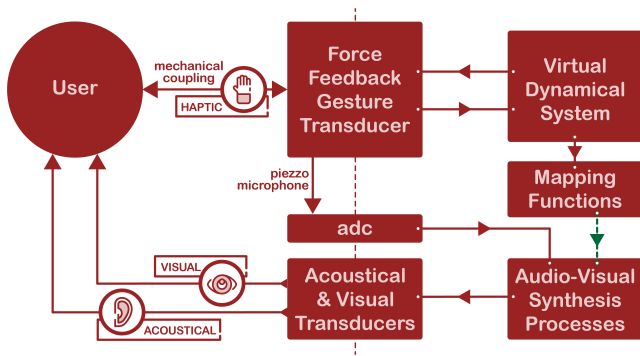 User
mechanical
coupling
HAPTIC
Force
Feedback
Gesture
Transducer
Virtual
Dynamical
System
Mapping
Functions
piezzo
microphone
adc
VISUAL
ACOUSTICAL
Acoustical
& Visual
Transducers
Audio-Visual
Synthesis
Processes